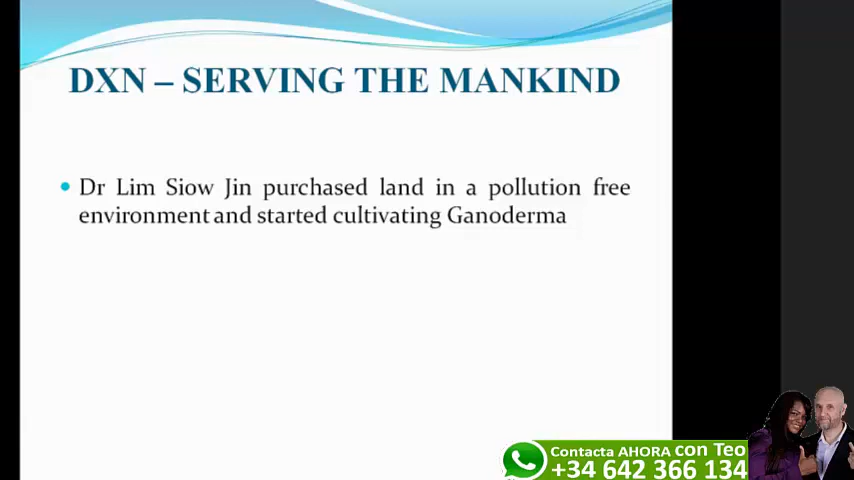 DXN – SERVING THE MANKIND
Dr Lim Siow Jin purchased land in a pollution free
environment and started cultivating Ganoderma
Contacta AHORA con Teo
+34 642 366 134